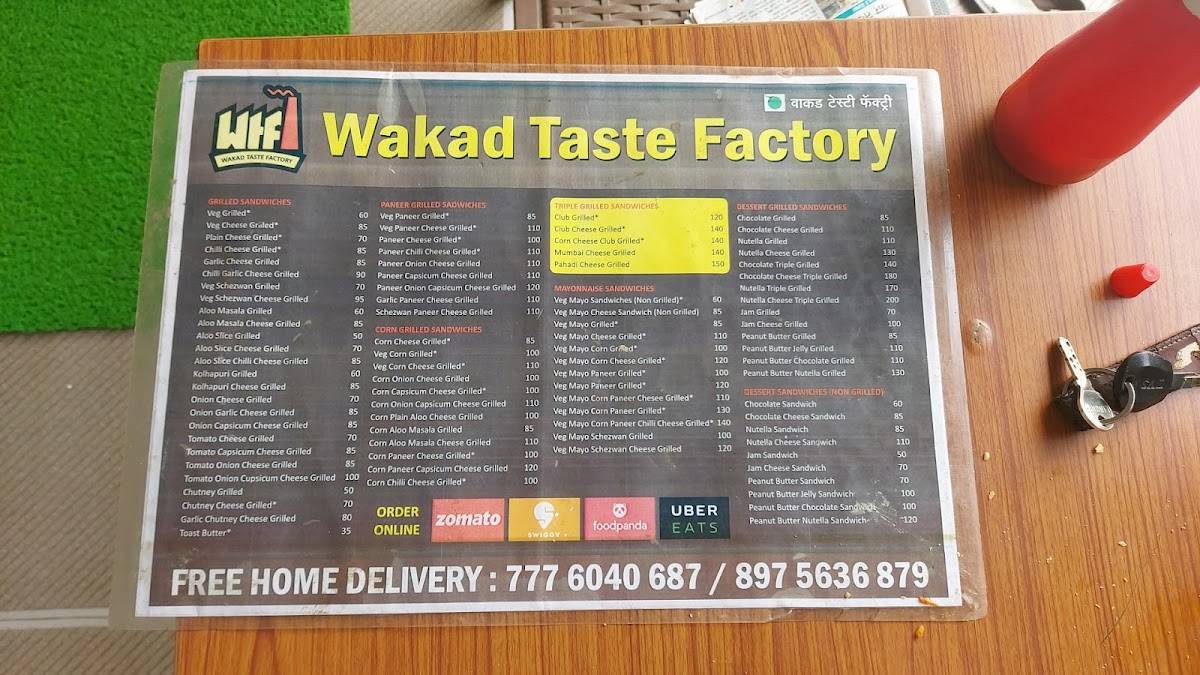 WTF
WAKAD TASTE FACTORY
वाकड टेस्टी फॅक्ट्री
Wakad Taste Factory
GRILLED SANDWICHES
Veg Grilled* 60
Veg Cheese Grilled* 85
Plain Cheese Grilled* 70
Chilli Cheese Grilled* 85
Garlic Cheese Grilled 85
Chilli Garlic Cheese Grilled 90
Veg Schezwan Grilled 70
Veg Schezwan Cheese Grilled 95
Aloo Masala Grilled 60
Aloo Masala Cheese Grilled 85
Aloo Slice Grilled 50
Aloo Slice Cheese Grilled 70
Aloo Slice Chilli Cheese Grilled 85
Kolhapuri Grilled 60
Kolhapuri Cheese Grilled 85
Onion Cheese Grilled 70
Onion Garlic Cheese Grilled 85
Onion Capsicum Cheese Grilled 85
Tomato Cheese Grilled 70
Tomato Capsicum Cheese Grilled 85
Tomato Onion Cheese Grilled 85
Tomato Onion Cupsicum Cheese Grilled 100
Chutney Grilled 50
Chutney Cheese Grilled* 70
Garlic Chutney Cheese Grilled 80
Toast Butter* 35
PANEER GRILLED SADWICHES
Veg Paneer Grilled* 85
Veg Paneer Cheese Grilled* 110
Paneer Cheese Grilled* 100
Paneer Chilli Cheese Grilled* 110
Paneer Onion Cheese Grilled 110
Paneer Capsicum Cheese Grilled 110
Paneer Onion Capsicum Cheese Grilled 120
Garlic Paneer Cheese Grilled 110
Schezwan Paneer Cheese Grilled 110
CORN GRILLED SANDWICHES
Corn Cheese Grilled* 85
Veg Corn Grilled* 100
Veg Corn Cheese Grilled* 110
Corn Onion Cheese Grilled 100
Corn Capsicum Cheese Grilled* 100
Corn Onion Capsicum Cheese Grilled 110
Corn Plain Aloo Cheese Grilled 100
Corn Aloo Masala Grilled 85
Corn Aloo Masala Cheese Grilled 110
Corn Paneer Cheese Grilled* 100
Corn Paneer Capsicum Cheese Grilled 120
Corn Chilli Cheese Grilled* 100
TRIPLE GRILLED SANDWICHES
Club Grilled* 120
Club Cheese Grilled* 140
Corn Cheese Club Grilled* 140
Mumbai Cheese Grilled 140
Pahadi Cheese Grilled 150
MAYONNAISE SANDWICHES
Veg Mayo Sandwiches (Non Grilled)* 60
Veg Mayo Cheese Sandwich (Non Grilled) 85
Veg Mayo Grilled* 85
Veg Mayo Cheese Grilled* 110
Veg Mayo Corn Grilled* 100
Veg Mayo Corn Cheese Grilled* 120
Veg Mayo Paneer Grilled* 100
Veg Mayo Paneer Grilled* 120
Veg Mayo Corn Paneer Chesee Grilled* 110
Veg Mayo Corn Paneer Grilled* 130
Veg Mayo Corn Paneer Chilli Cheese Grilled* 140
Veg Mayo Schezwan Grilled 100
Veg Mayo Schezwan Cheese Grilled 120
DESSERT GRILLED SANDWICHES
Chocolate Grilled 85
Chocolate Cheese Grilled 110
Nutella Grilled 110
Nutella Cheese Grilled 130
Chocolate Triple Grilled 140
Chocolate Cheese Triple Grilled 180
Nutella Triple Grilled 170
Nutella Cheese Triple Grilled 200
Jam Grilled 70
Jam Cheese Grilled 100
Peanut Butter Grilled 85
Peanut Butter Jelly Grilled 110
Peanut Butter Chocolate Grilled 110
Peanut Butter Nutella Grilled 130
DESSERT SANDWICHES (NON GRILLED)
Chocolate Sandwich 60
Chocolate Cheese Sandwich 85
Nutella Sandwich 85
Nutella Cheese Sandwich 110
Jam Sandwich 50
Jam Cheese Sandwich 70
Peanut Butter Sandwich 70
Peanut Butter Jelly Sandwich 100
Peanut Butter Chocolate Sandwich 100
Peanut Butter Nutella Sandwich 120
ORDER
ONLINE
zomato
SWIGGY
foodpanda
UBER
EATS
FREE HOME DELIVERY : 777 6040 687 / 897 5636 879